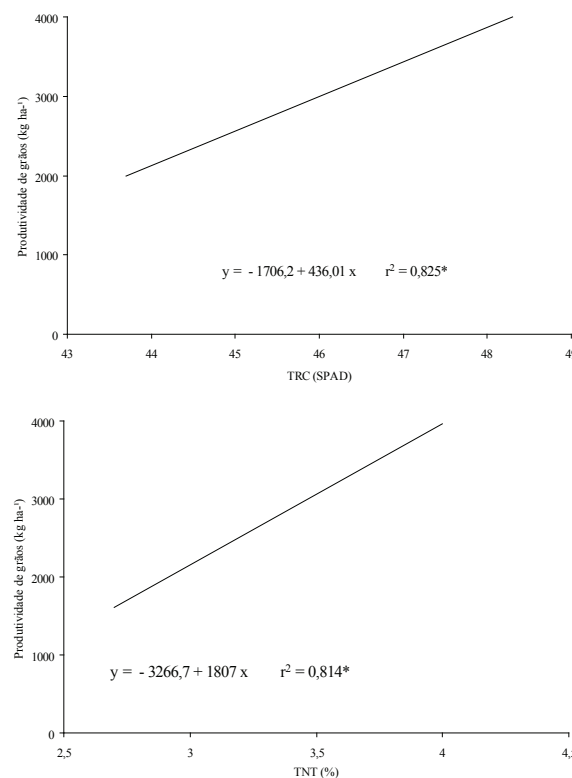 4000
3000
2000
1000
0
Produtividade de grãos (kg ha-¹)
y = - 1706,2 + 436,01 x r² = 0,825*
43 44 45 46 47 48 49
TRC (SPAD)
4000
3000
2000
1000
0
Produtividade de grãos (kg ha-¹)
y = - 3266,7 + 1807 x r² = 0,814*
2,5 3 3,5 4
TNT (%)